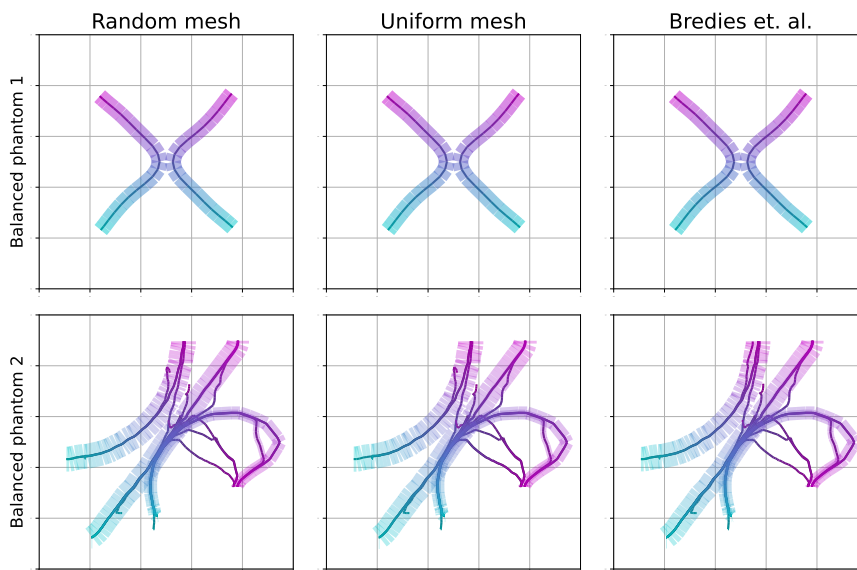 Random mesh
Uniform mesh
Bredies et. al.
Balanced phantom 1
Balanced phantom 2